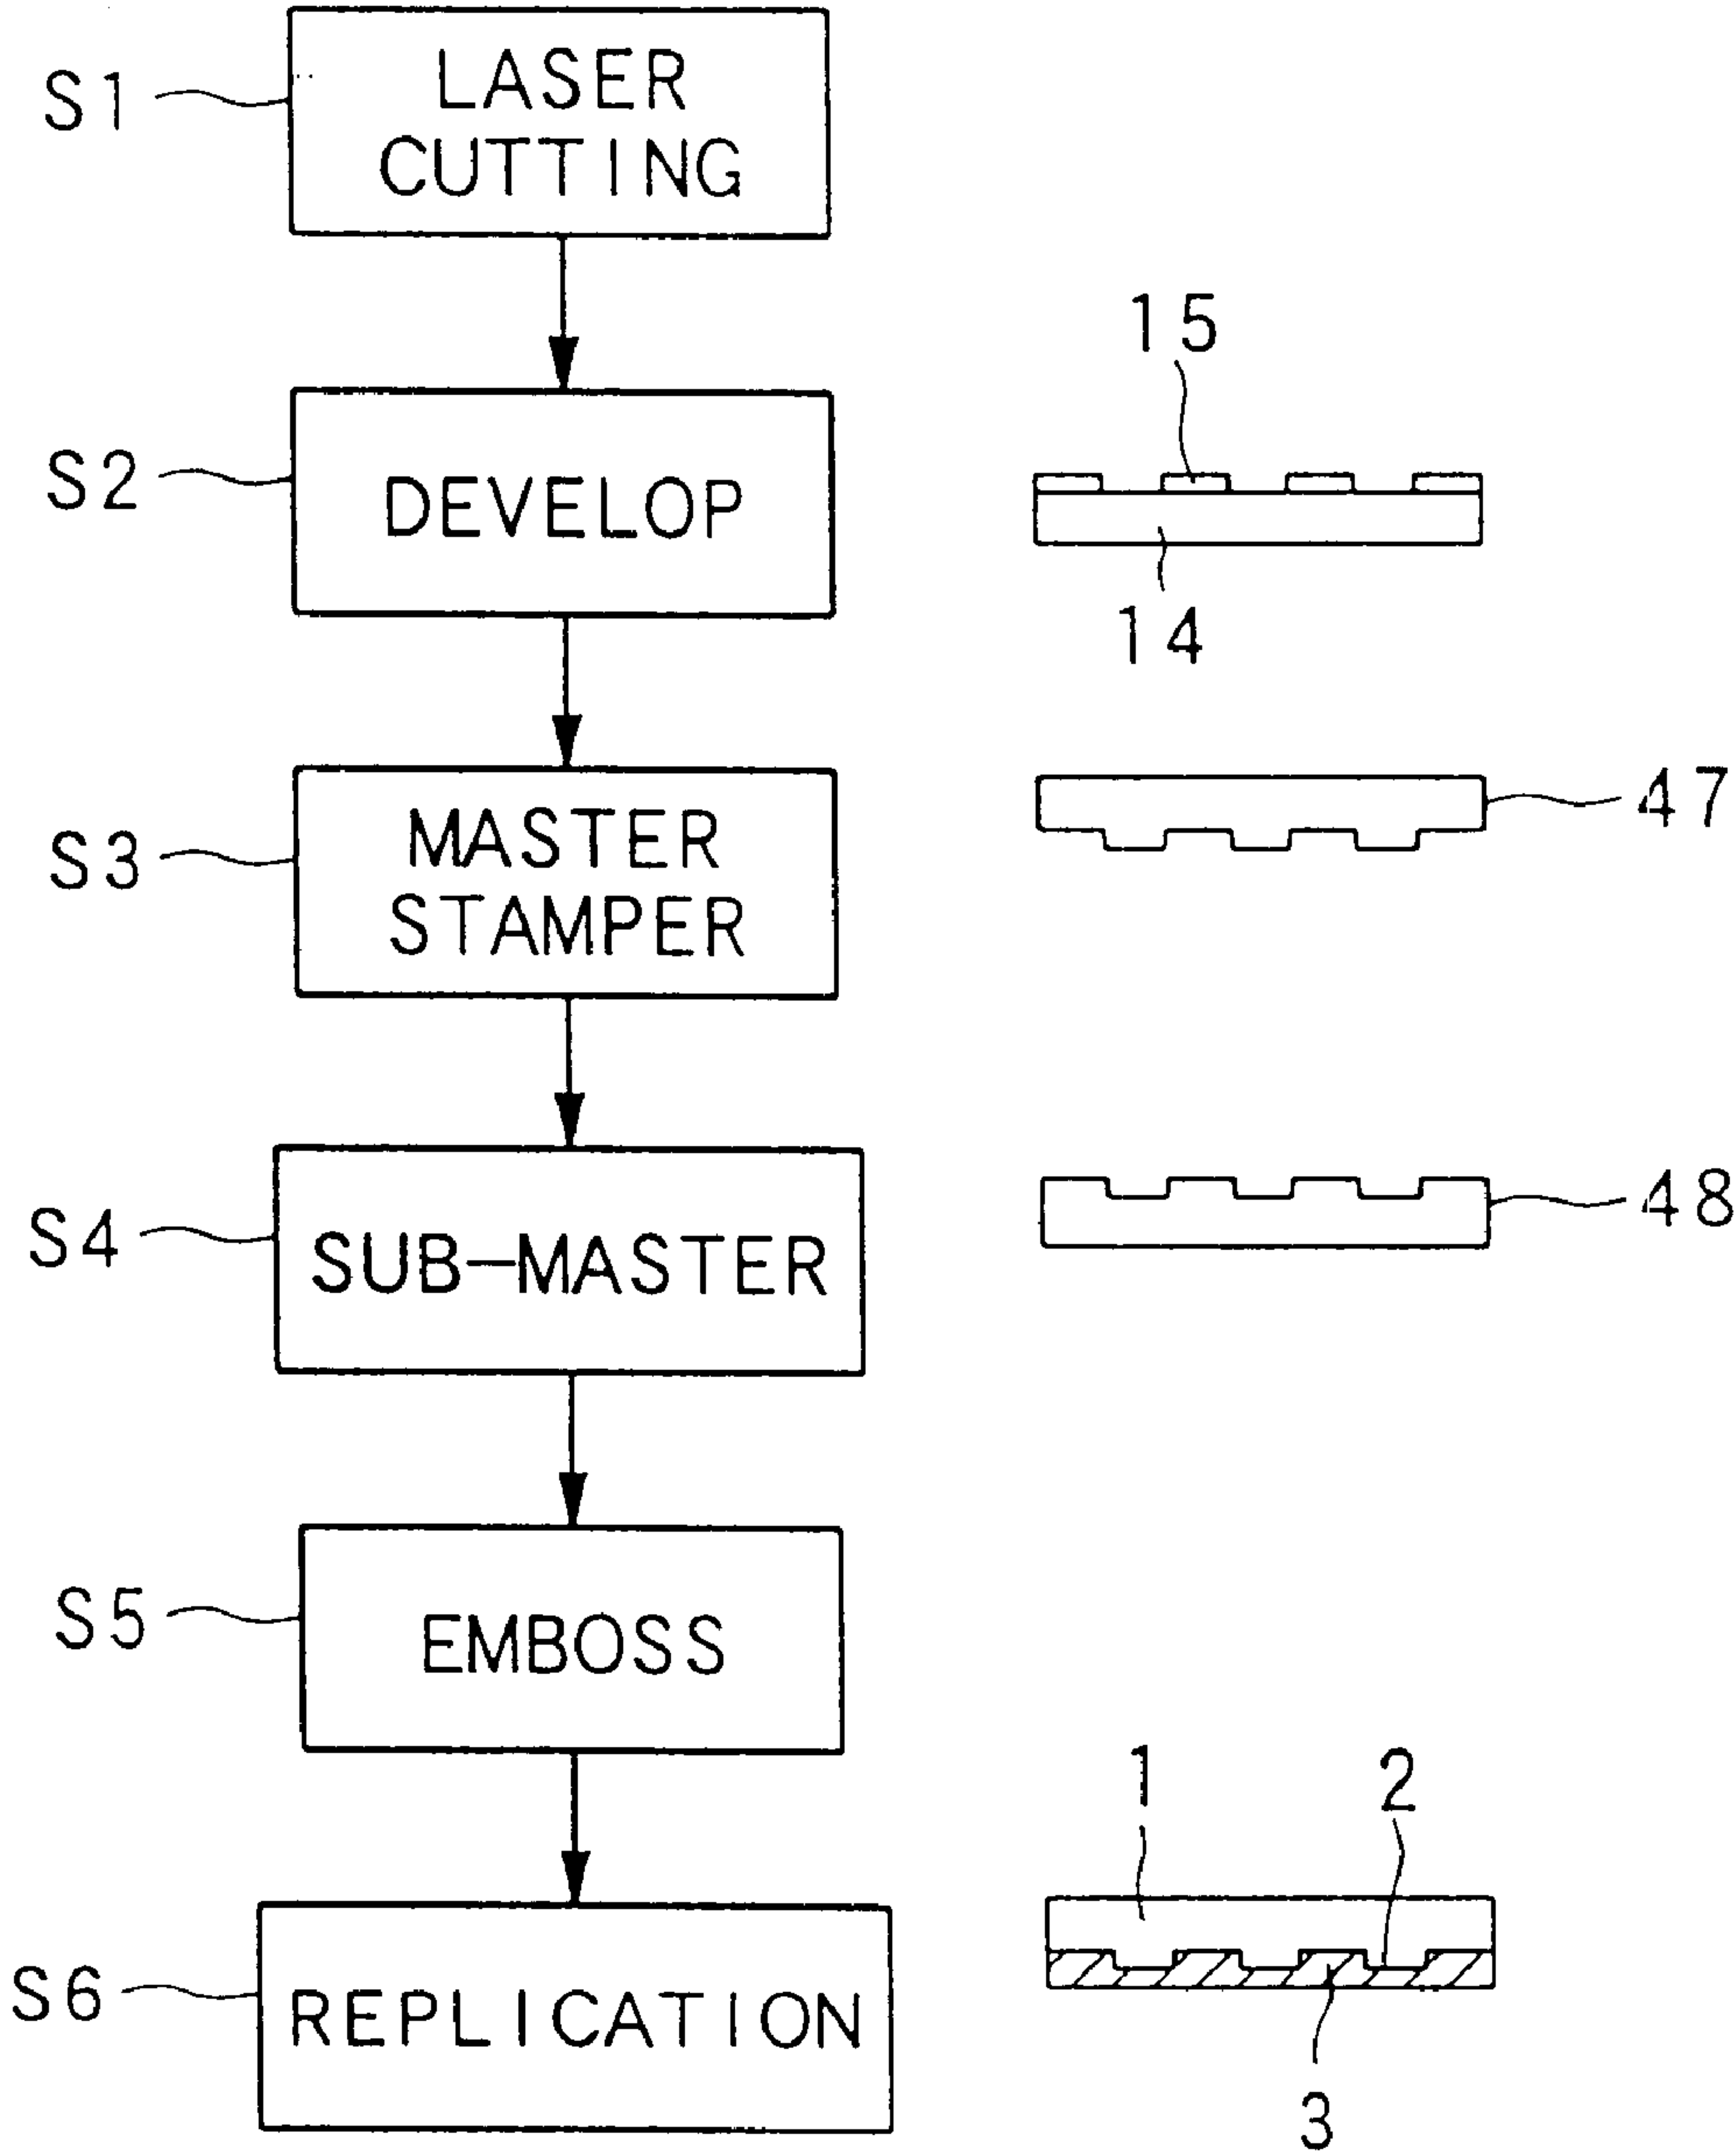 S1
LASER
CUTTING
15
S2
DEVELOP
14
S3
MASTER
STAMPER
47
S4
SUB-MASTER
48
S5
EMBOSS
1
2
S6
REPLICATION
3